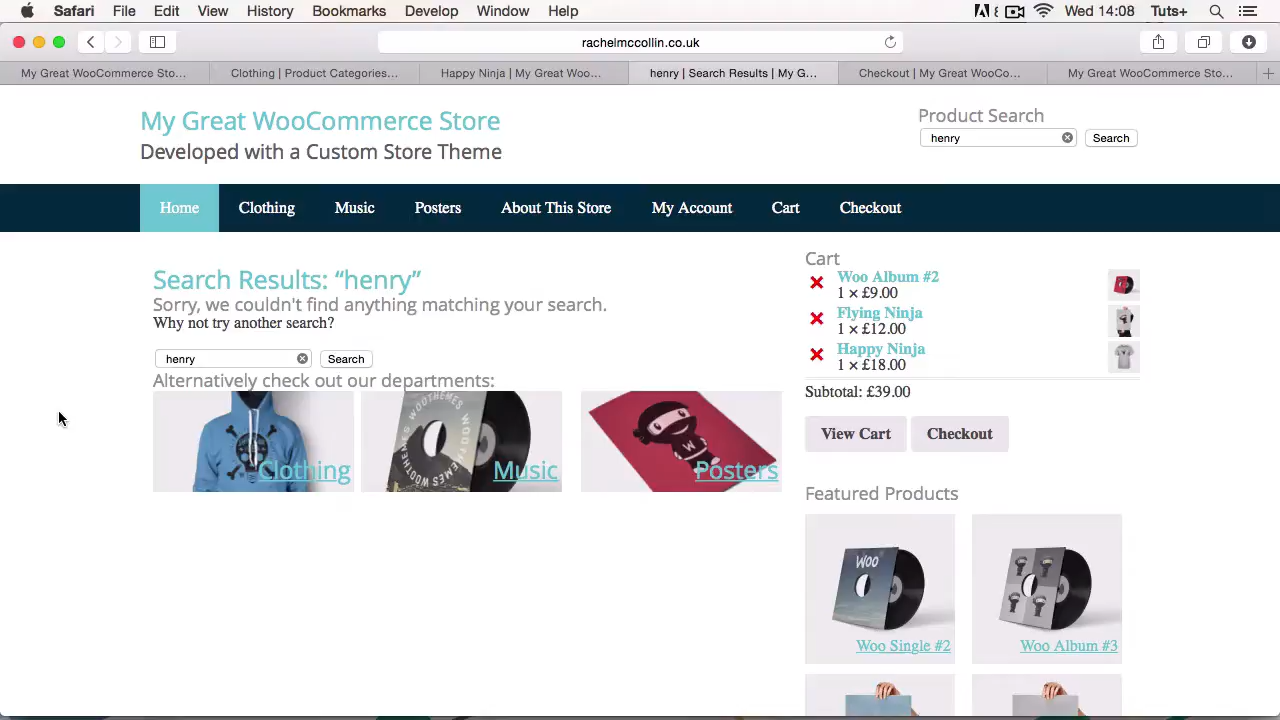 Safari File Edit View History Bookmarks Develop Window Help Wed 14:08 Tuts+
rachelmccollin.co.uk
My Great WooCommerce Sto... Clothing | Product Categories... Happy Ninja | My Great Woo... henry | Search Results | My G... Checkout | My Great WooCo... My Great WooCommerce Sto...
My Great WooCommerce Store
Developed with a Custom Store Theme
Product Search
henry Search
Home Clothing Music Posters About This Store My Account Cart Checkout
Search Results: “henry”
Sorry, we couldn't find anything matching your search.
Why not try another search?
henry Search
Alternatively check out our departments:
WOOTHEMES WOOTHEMES
Clothing Music Posters
Cart
Woo Album #2
1 × £9.00
Flying Ninja
1 × £12.00
Happy Ninja
1 × £18.00
Subtotal: £39.00
View Cart Checkout
Featured Products
WOO
Woo Single #2 Woo Album #3